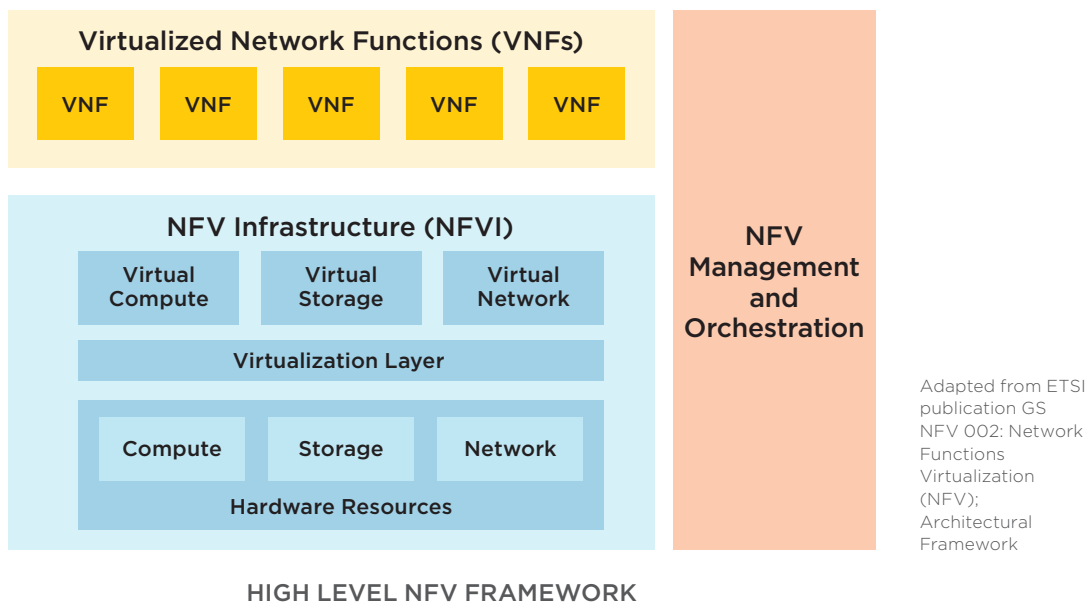 Virtualized Network Functions (VNFs)
VNF VNF VNF VNF VNF
NFV Infrastructure (NFVI)
Virtual
Compute
Virtual
Storage
Virtual
Network
Virtualization Layer
Compute Storage Network
Hardware Resources
NFV
Management
and
Orchestration
Adapted from ETSI
publication GS
NFV 002: Network
Functions
Virtualization
(NFV);
Architectural
Framework
HIGH LEVEL NFV FRAMEWORK